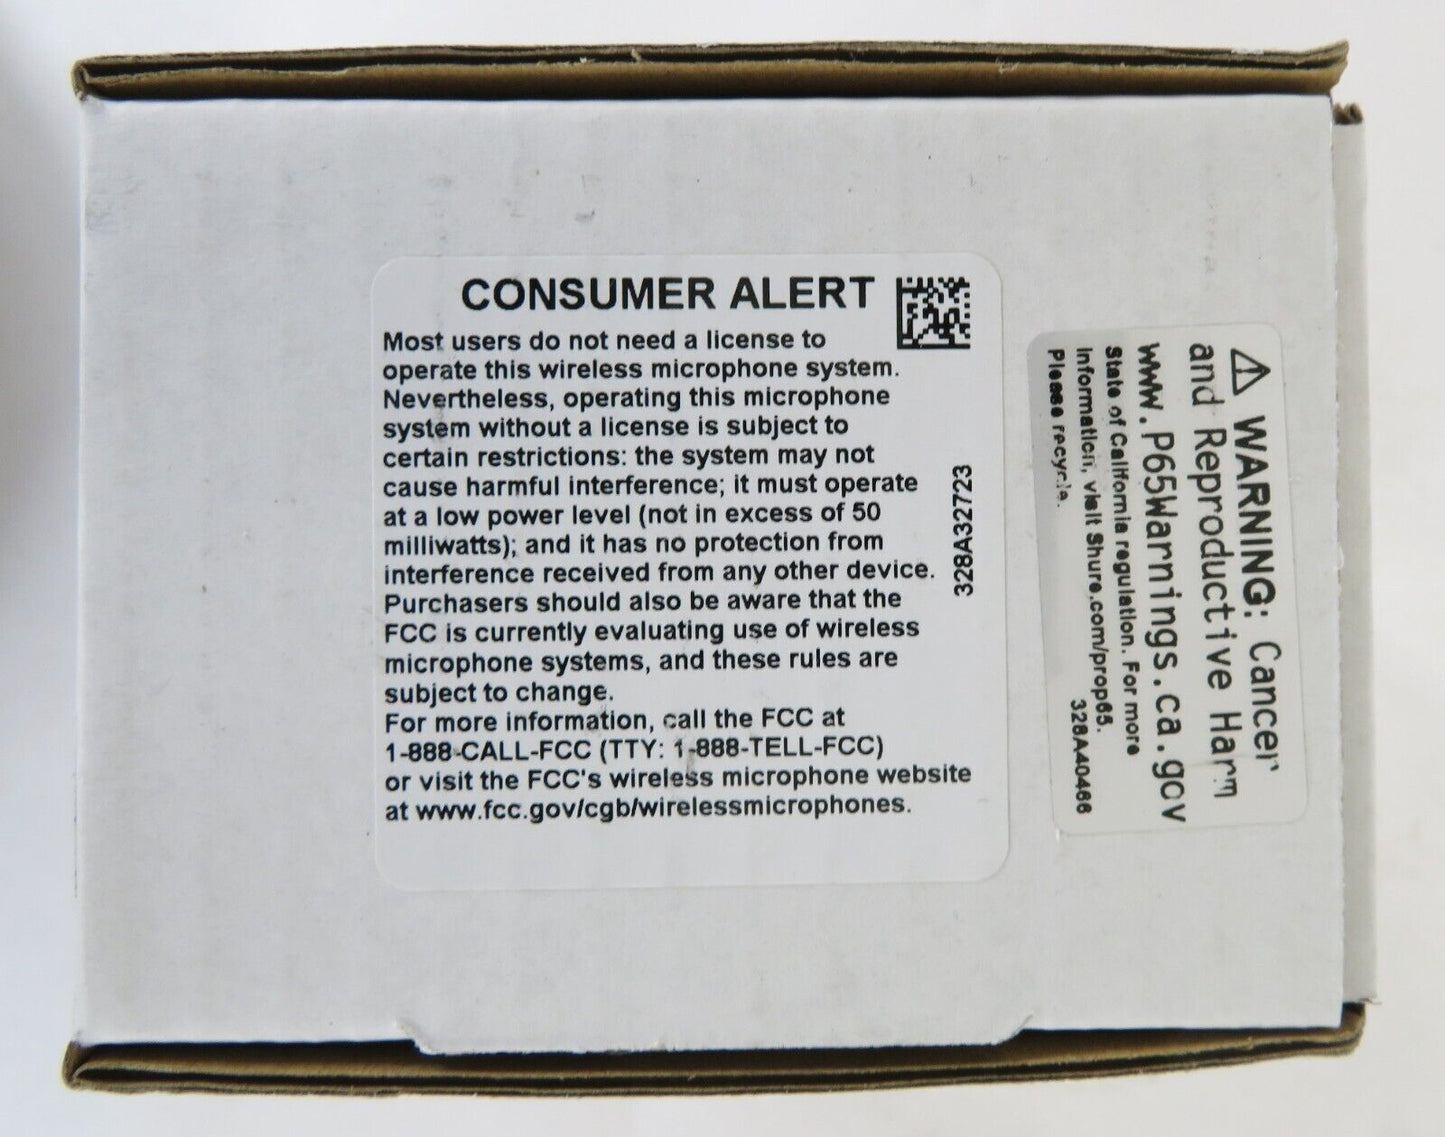 CONSUMER ALERT
Most users do not need a license to
operate this wireless microphone system.
Nevertheless, operating this microphone
system without a license is subject to
certain restrictions: the system may not
cause harmful interference; it must operate
at a low power level (not in excess of 50
milliwatts); and it has no protection from
interference received from any other device.
Purchasers should also be aware that the
FCC is currently evaluating use of wireless
microphone systems, and these rules are
subject to change.
For more information, call the FCC at
1-888-CALL-FCC (TTY: 1-888-TELL-FCC)
or visit the FCC's wireless microphone website
at www.fcc.gov/cgb/wirelessmicrophones.
328A32723
⚠ WARNING: Cancer
and Reproductive Harm
www.P65Warnings.ca.gov
State of California regulation. For more
information, visit Shure.com/prop65.
Please recycle.
328A40466